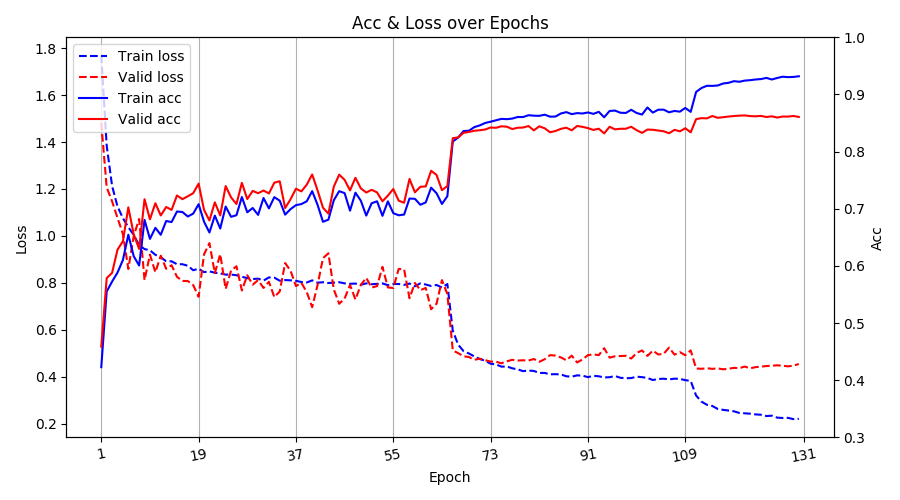 Acc & Loss over Epochs
Train loss
Valid loss
Train acc
Valid acc
Loss
1.8
1.6
1.4
1.2
1.0
0.8
0.6
0.4
0.2
Acc
1.0
0.9
0.8
0.7
0.6
0.5
0.4
0.3
1 19 37 55 73 91 109 131
Epoch